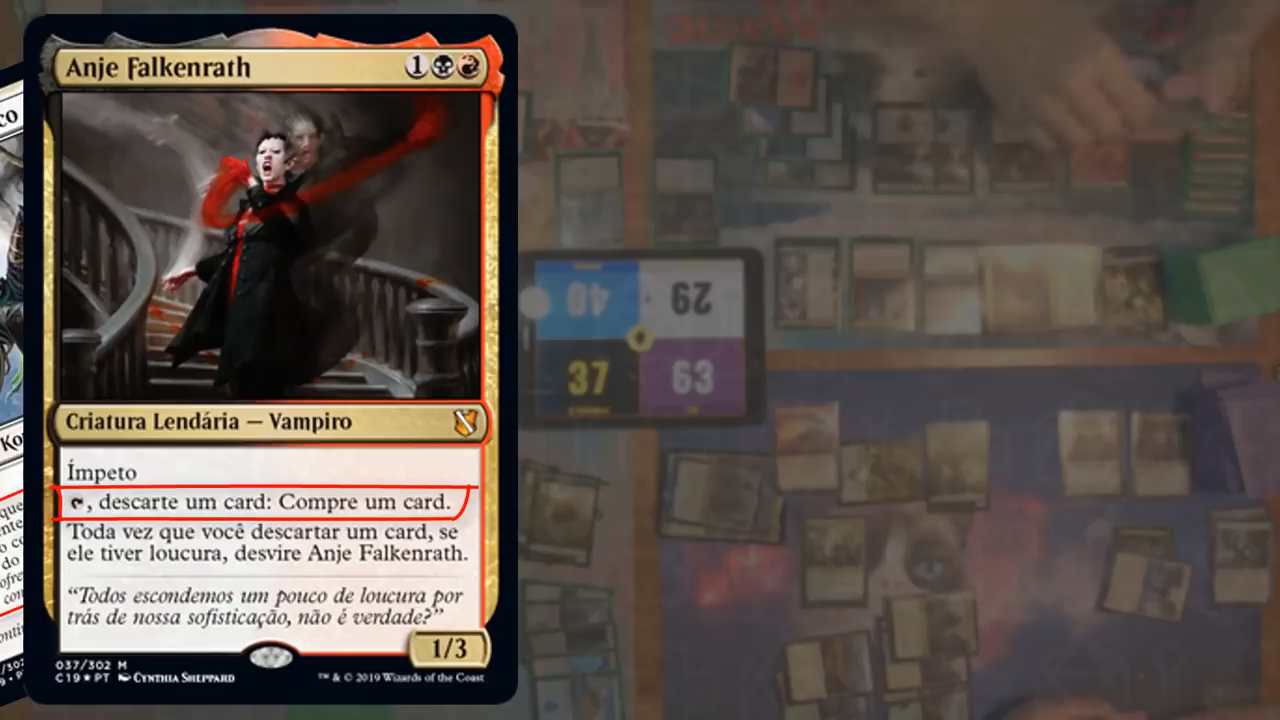 Anje Falkenrath
1
Criatura Lendária — Vampiro
Ímpeto
, descarte um card: Compre um card.
Toda vez que você descartar um card, se
ele tiver loucura, desvire Anje Falkenrath.
“Todos escondemos um pouco de loucura por
trás de nossa sofisticação, não é verdade?”
1/3
037/302 M
C19 ★ PT CYNTHIA SHEPPARD
™ & © 2019 Wizards of the Coast
40
29
37
63